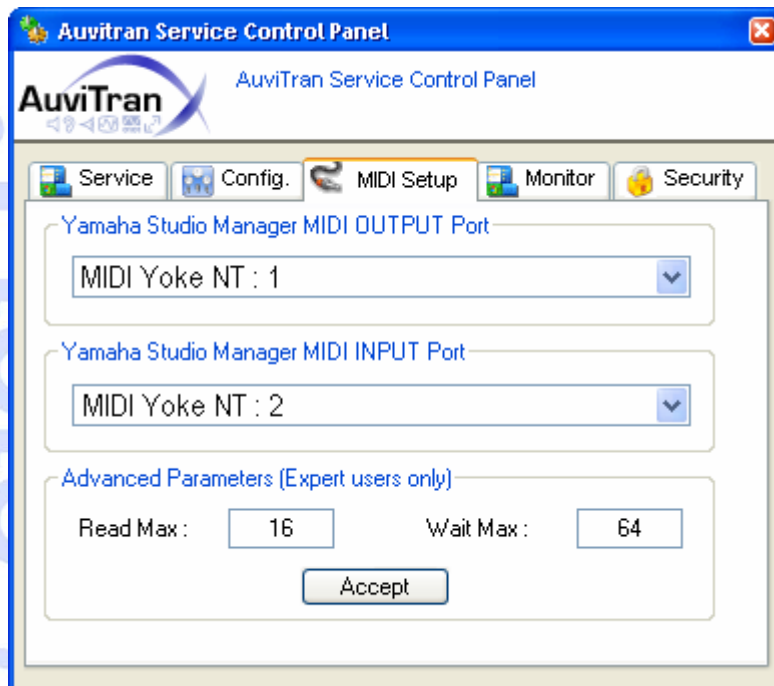 Auvitran Service Control Panel
AuviTran
AuviTran Service Control Panel
Service Config. MIDI Setup Monitor Security
Yamaha Studio Manager MIDI OUTPUT Port
MIDI Yoke NT : 1
Yamaha Studio Manager MIDI INPUT Port
MIDI Yoke NT : 2
Advanced Parameters (Expert users only)
Read Max : 16 Wait Max : 64
Accept